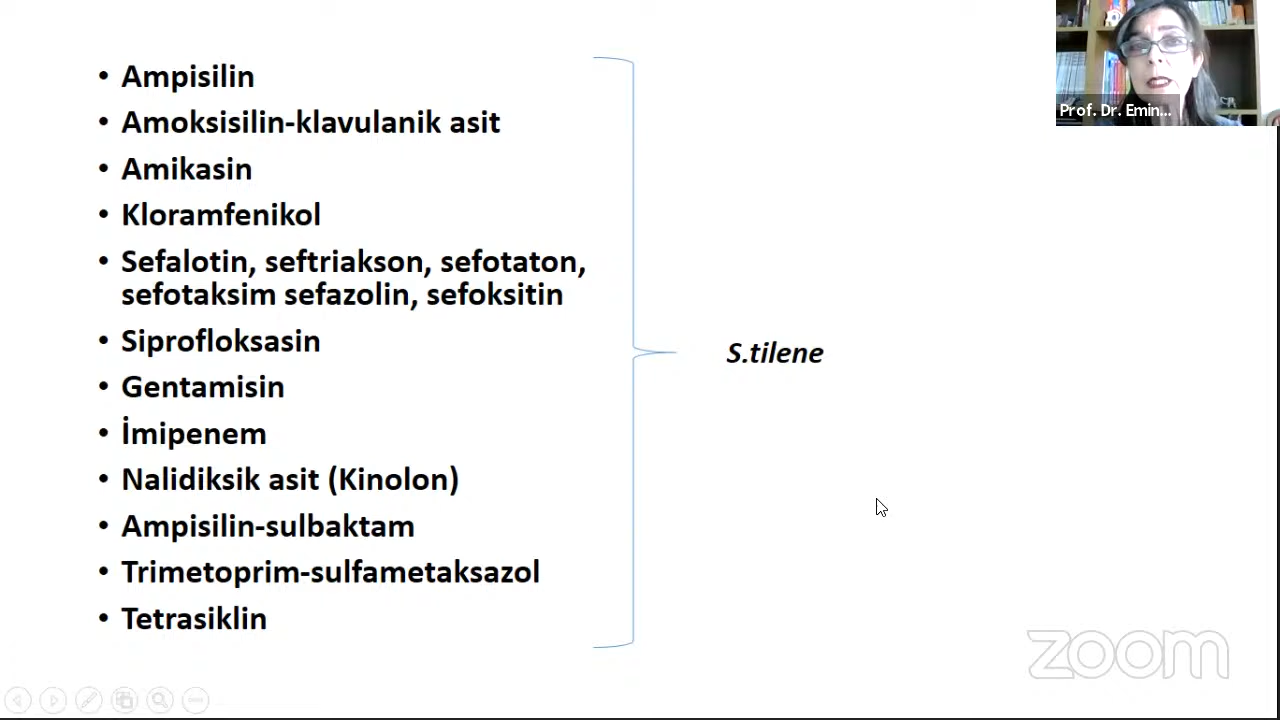 • Ampisilin
• Amoksisilin-klavulanik asit
• Amikasin
• Kloramfenikol
• Sefalotin, seftriakson, sefotaton,
sefotaksim sefazolin, sefoksitin
• Siprofloksasin
• Gentamisin
• İmipenem
• Nalidiksik asit (Kinolon)
• Ampisilin-sulbaktam
• Trimetoprim-sulfametaksazol
• Tetrasiklin
S.tilene
Prof. Dr. Emin...
zoom